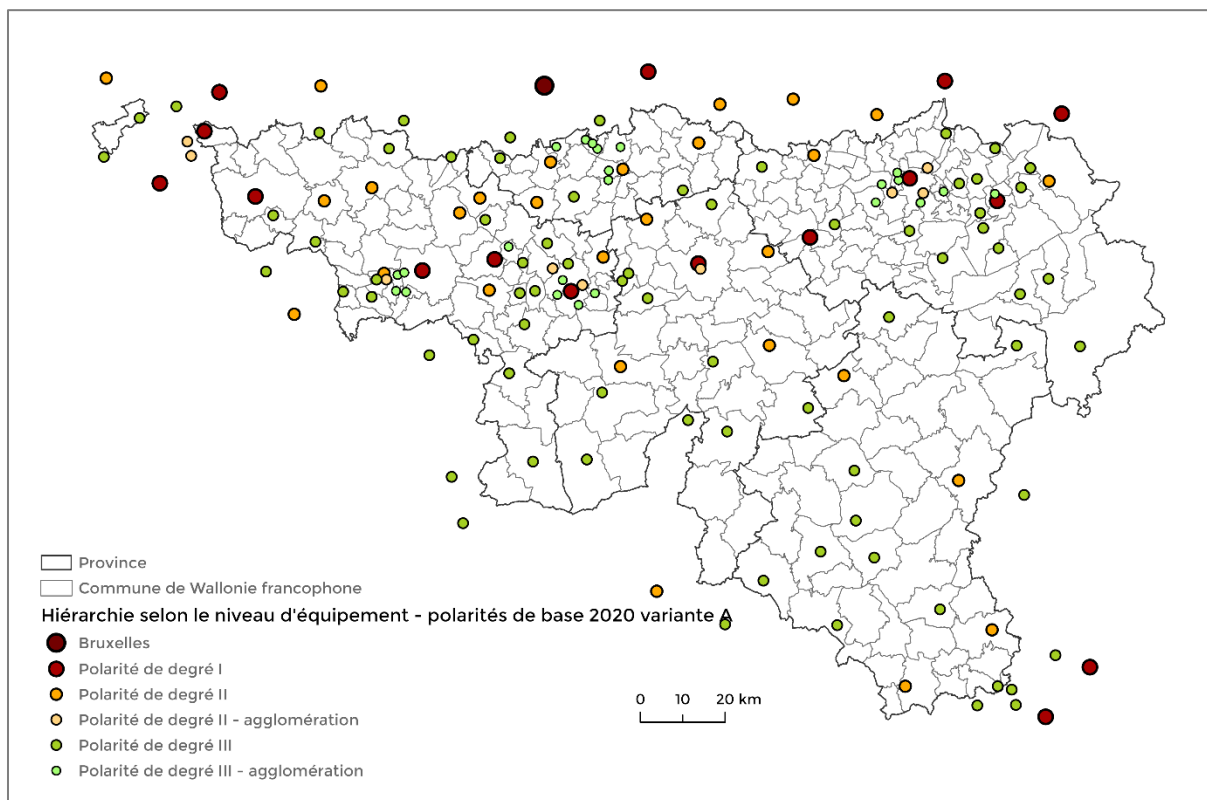 Province
Commune de Wallonie francophone
Hiérarchie selon le niveau d'équipement - polarités de base 2020 variante A
Bruxelles
Polarité de degré I
Polarité de degré II
Polarité de degré II - agglomération
Polarité de degré III
Polarité de degré III - agglomération
0 10 20 km